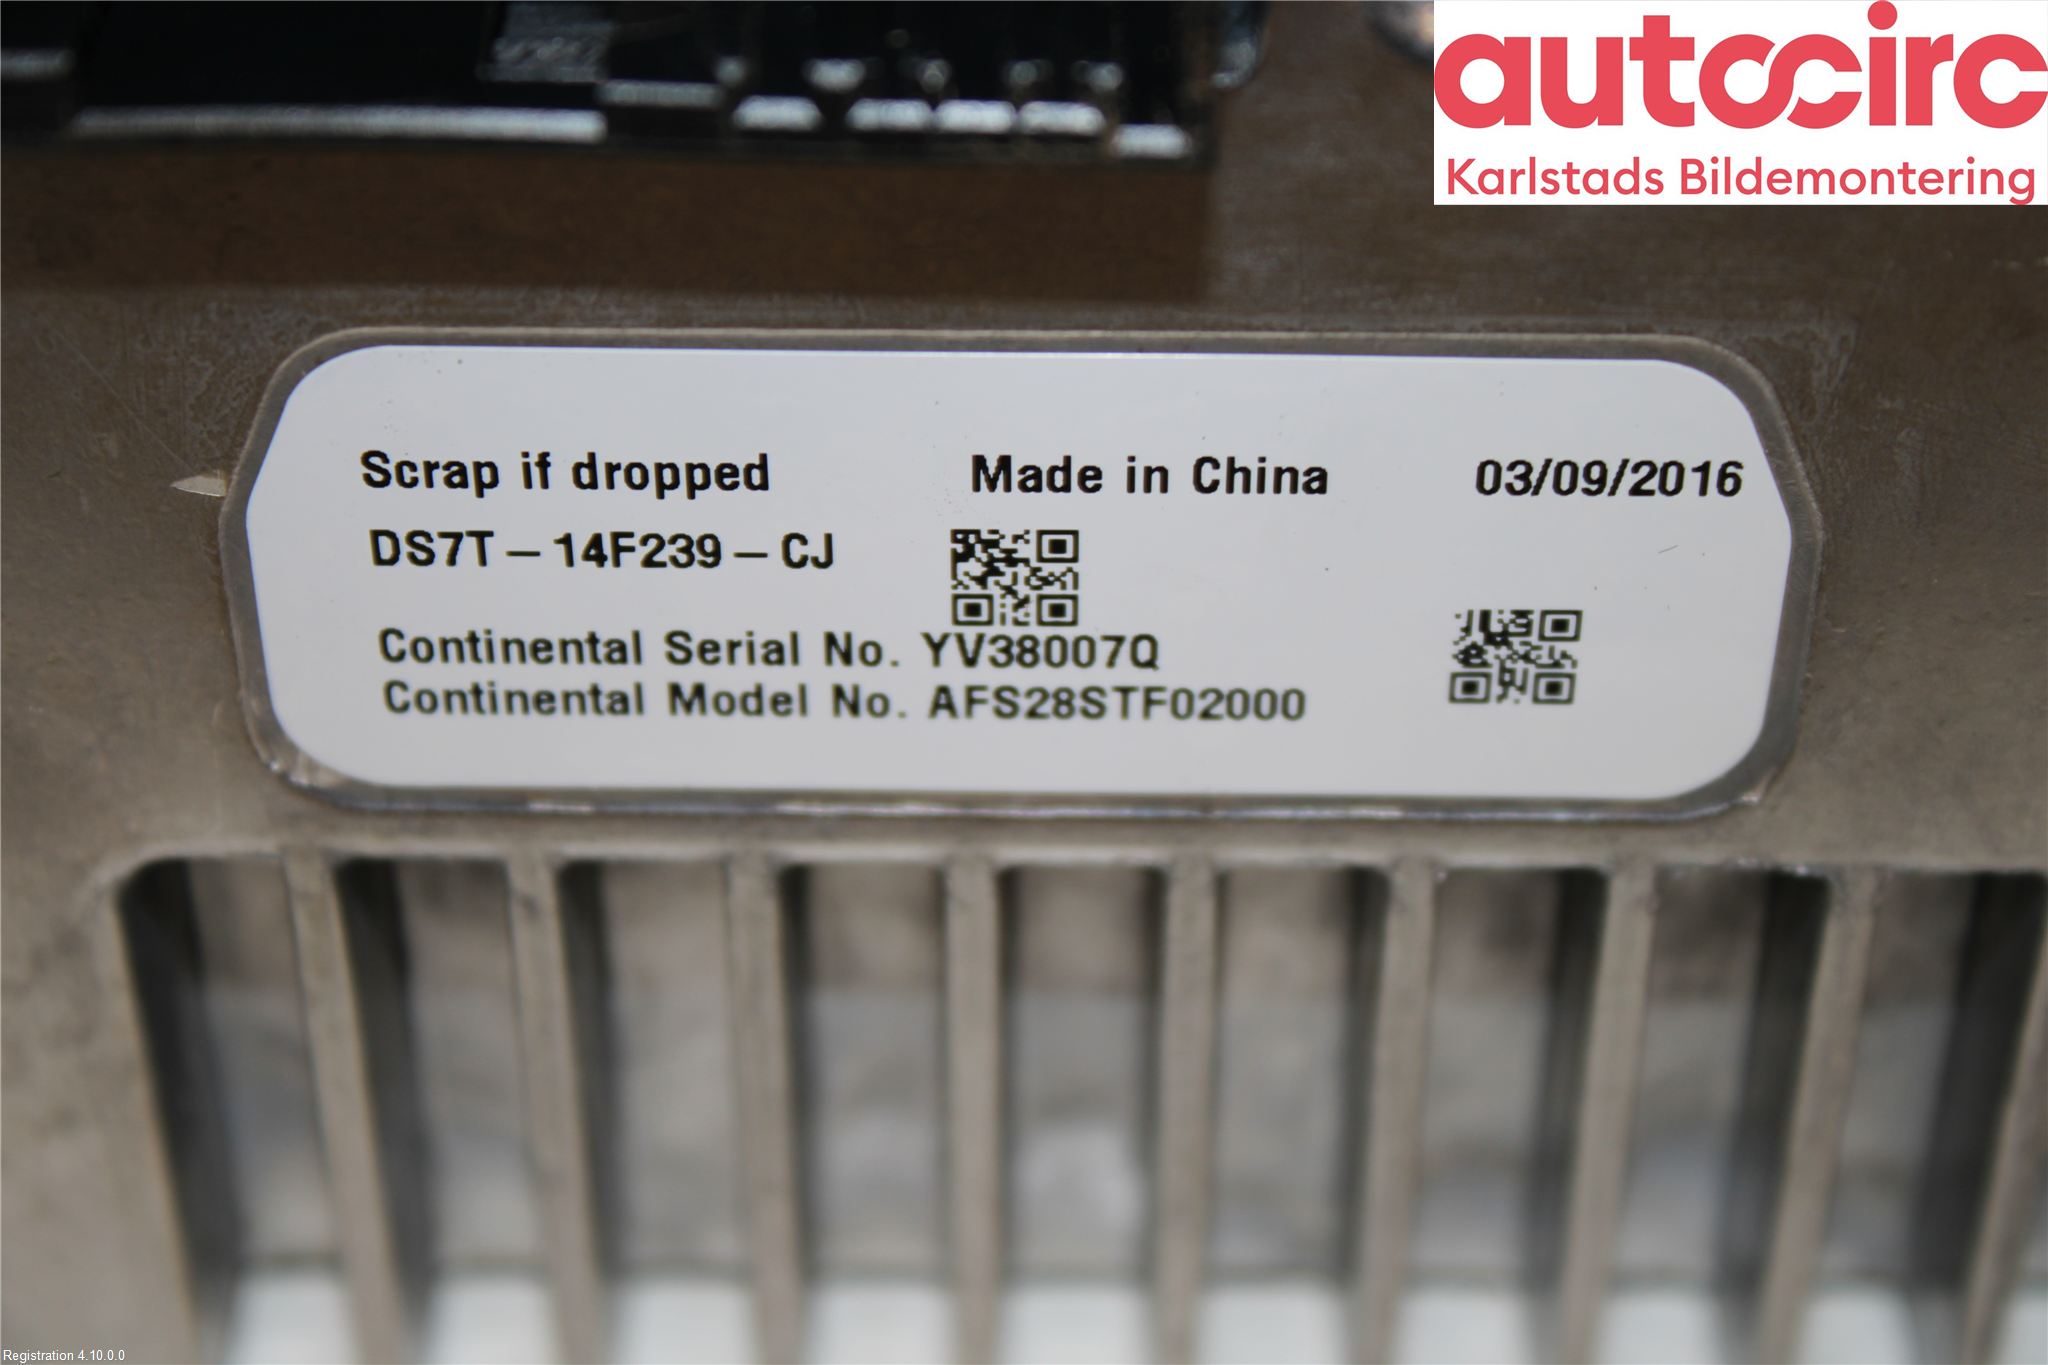 autocirc
Karlstads Bildemontering
Scrap if dropped Made in China 03/09/2016
DS7T – 14F239 – CJ
Continental Serial No. YV38007Q
Continental Model No. AFS28STF02000
Registration 4.10.0.0